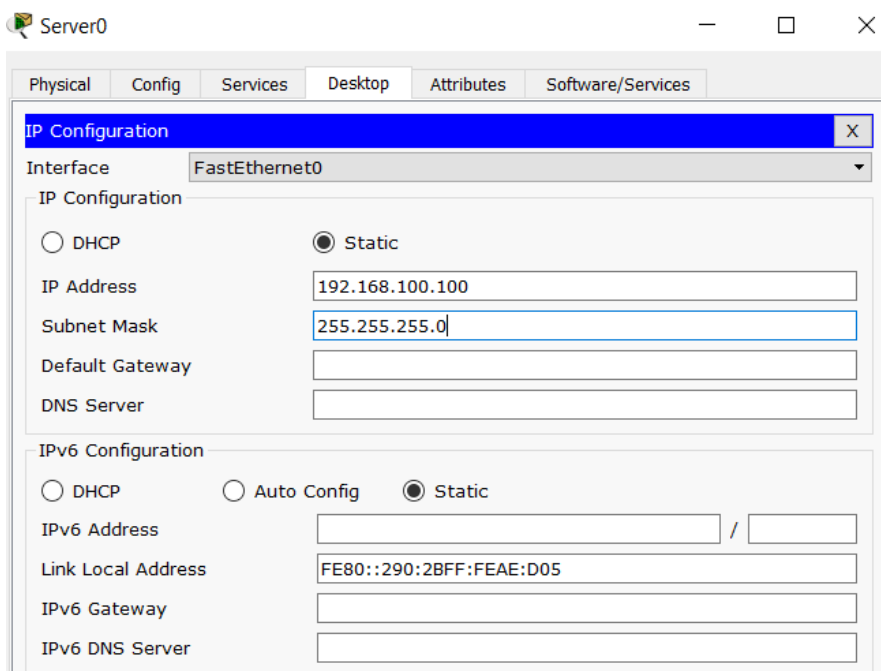 Server0
Physical Config Services Desktop Attributes Software/Services
IP Configuration X
Interface FastEthernet0
IP Configuration
DHCP Static
IP Address 192.168.100.100
Subnet Mask 255.255.255.0
Default Gateway
DNS Server
IPv6 Configuration
DHCP Auto Config Static
IPv6 Address /
Link Local Address FE80::290:2BFF:FEAE:D05
IPv6 Gateway
IPv6 DNS Server